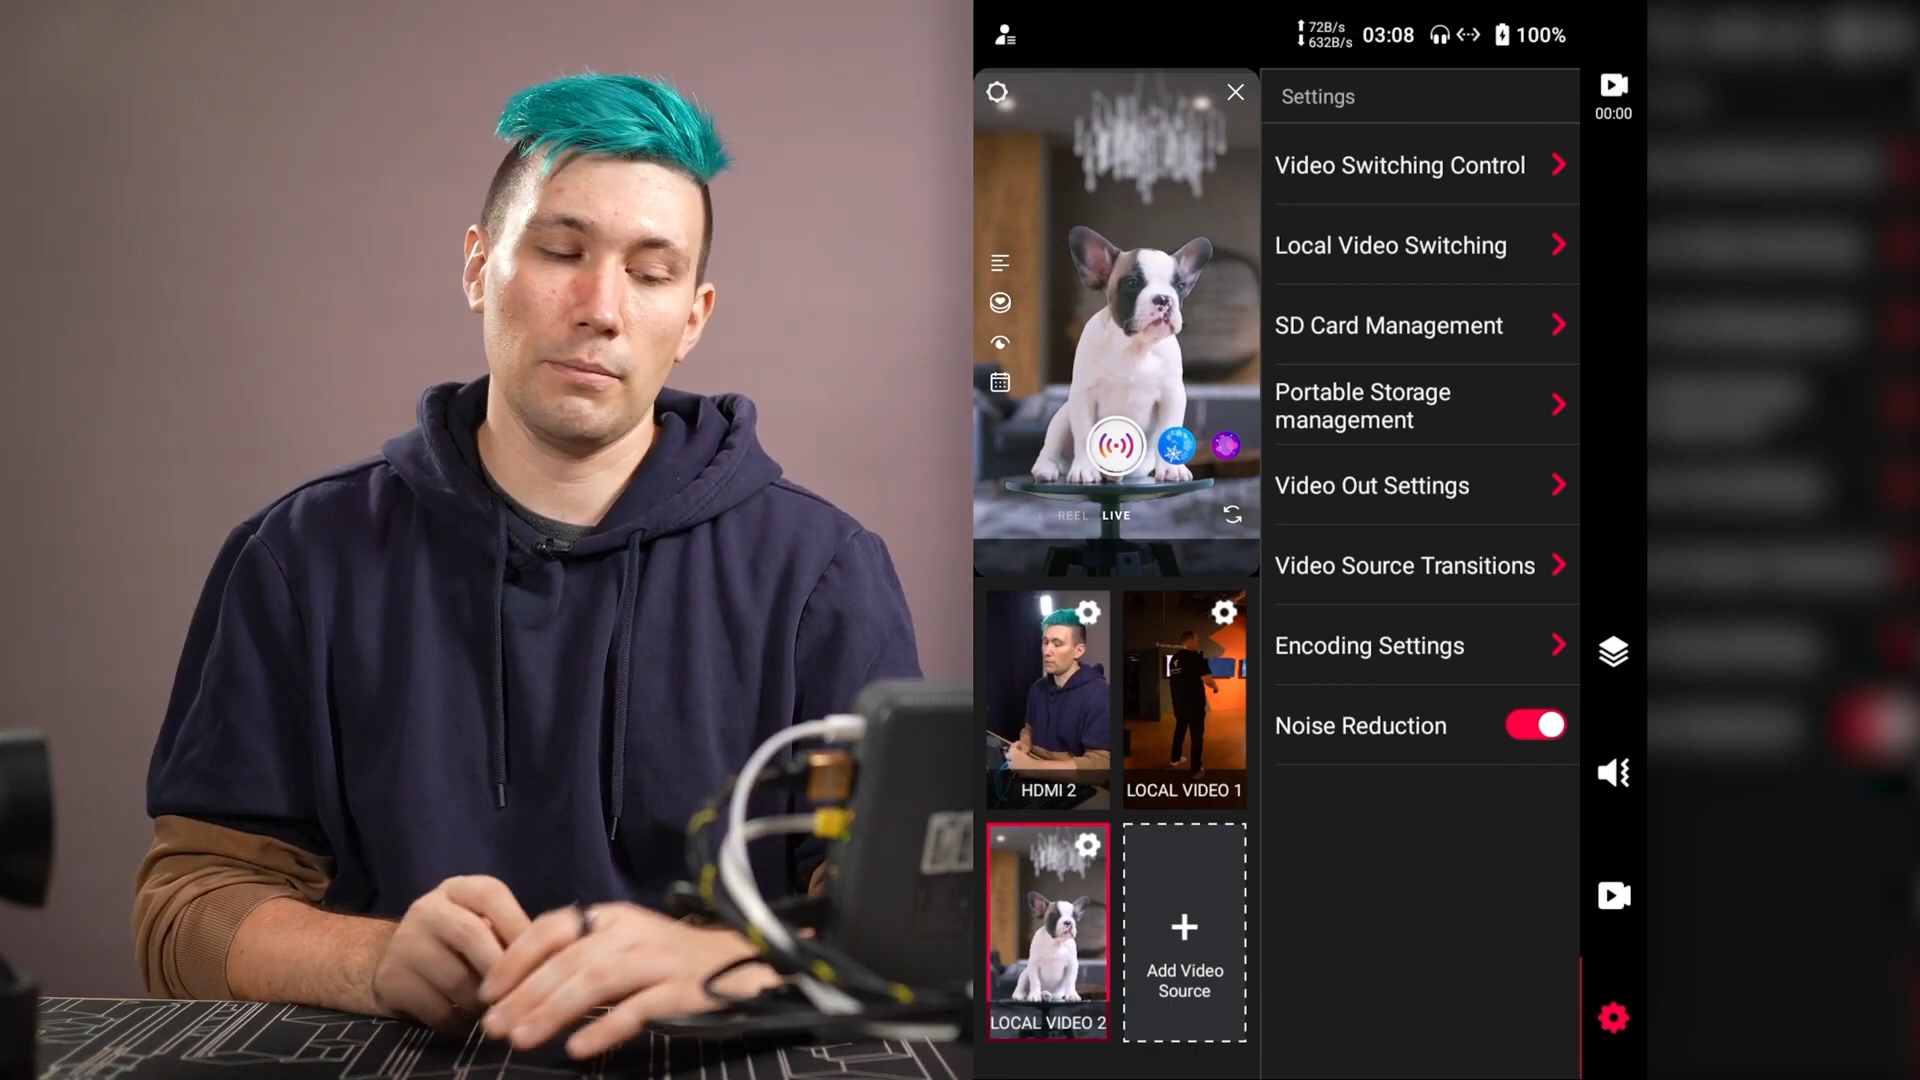 72B/s
632B/s
03:08
100%
Settings
00:00
Video Switching Control
Local Video Switching
SD Card Management
Portable Storage
management
Video Out Settings
REEL LIVE
Video Source Transitions
Encoding Settings
Noise Reduction
HDMI 2
LOCAL VIDEO 1
Add Video
Source
LOCAL VIDEO 2